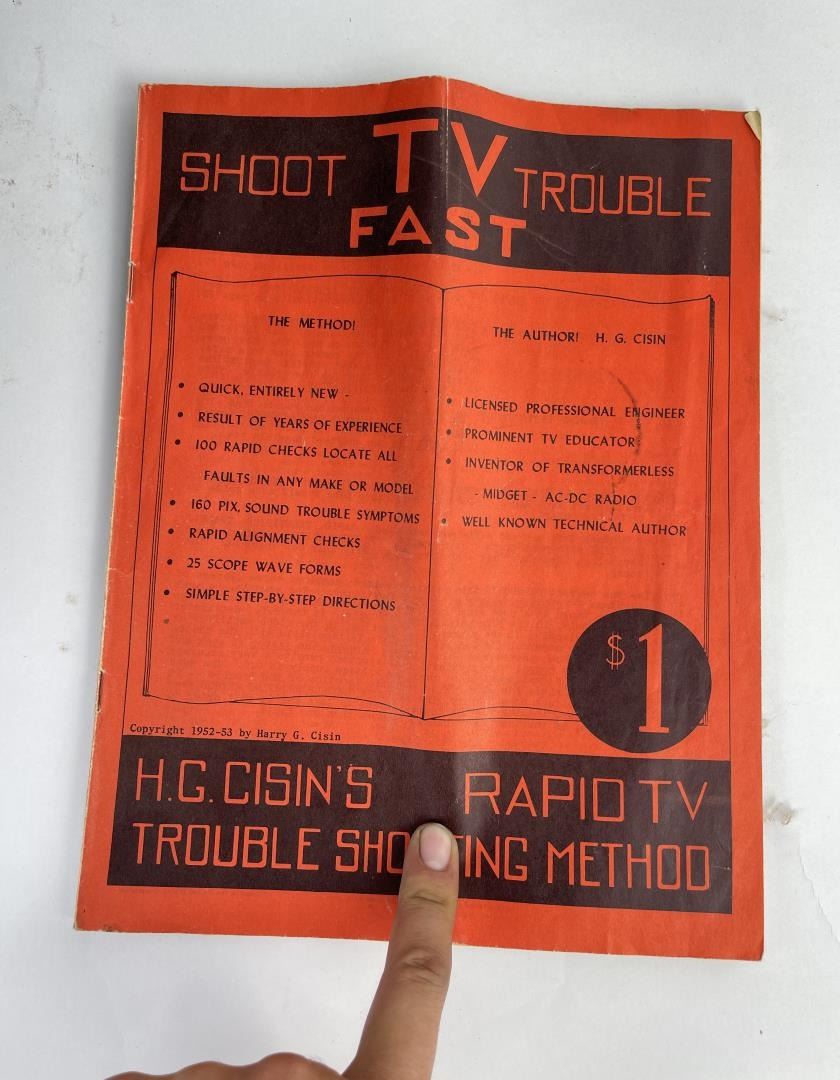 SHOOT TV TROUBLE
FAST
THE METHOD!
• QUICK, ENTIRELY NEW -
• RESULT OF YEARS OF EXPERIENCE
• 100 RAPID CHECKS LOCATE ALL
FAULTS IN ANY MAKE OR MODEL
• 160 PIX, SOUND TROUBLE SYMPTOMS
• RAPID ALIGNMENT CHECKS
• 25 SCOPE WAVE FORMS
• SIMPLE STEP-BY-STEP DIRECTIONS
THE AUTHOR! H. G. CISIN
• LICENSED PROFESSIONAL ENGINEER
• PROMINENT TV EDUCATOR
• INVENTOR OF TRANSFORMERLESS
- MIDGET - AC-DC RADIO
• WELL KNOWN TECHNICAL AUTHOR
$1
Copyright 1952-53 by Harry G. Cisin
H.G. CISIN'S RAPID TV
TROUBLE SHOOTING METHOD